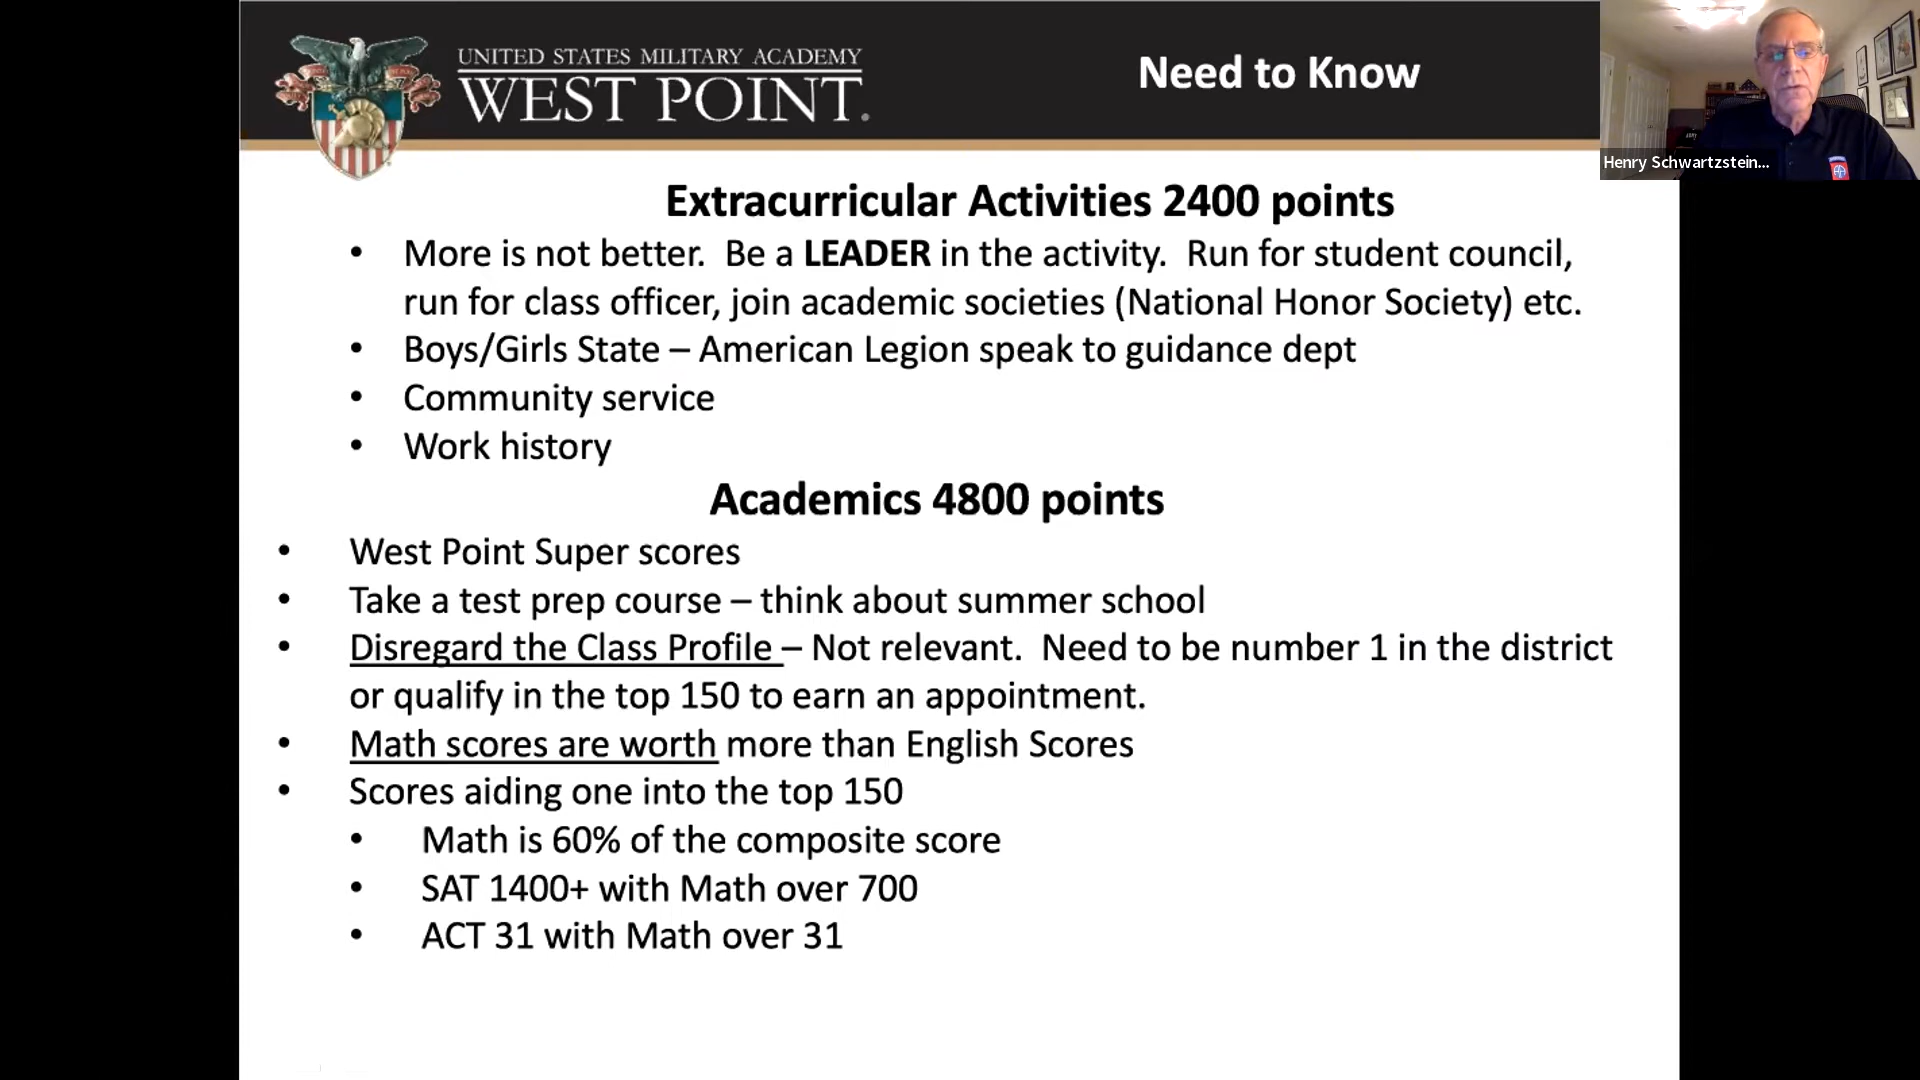 UNITED STATES MILITARY ACADEMY
WEST POINT.
Need to Know
Henry Schwartzstein...
Extracurricular Activities 2400 points
• More is not better. Be a LEADER in the activity. Run for student council,
run for class officer, join academic societies (National Honor Society) etc.
• Boys/Girls State – American Legion speak to guidance dept
• Community service
• Work history
Academics 4800 points
• West Point Super scores
• Take a test prep course – think about summer school
• Disregard the Class Profile – Not relevant. Need to be number 1 in the district
or qualify in the top 150 to earn an appointment.
• Math scores are worth more than English Scores
• Scores aiding one into the top 150
• Math is 60% of the composite score
• SAT 1400+ with Math over 700
• ACT 31 with Math over 31